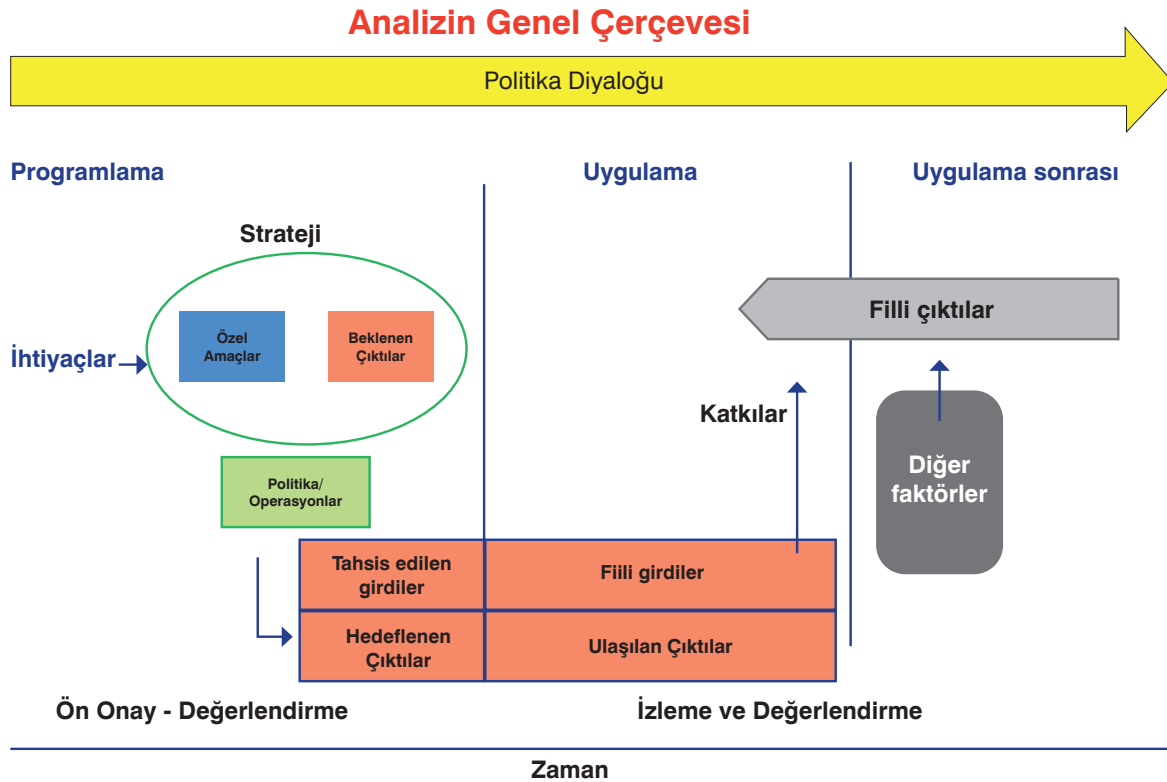 Analizin Genel Çerçevesi
Politika Diyaloğu
Programlama
Uygulama
Uygulama sonrası
Strateji
Özel
Amaçlar
Beklenen
Çıktılar
İhtiyaçlar
Filli çıktılar
Katkılar
Diğer
faktörler
Politika/
Operasyonlar
Tahsis edilen
girdiler
Fiili girdiler
Hedeflenen
Çıktılar
Ulaşılan Çıktılar
Ön Onay - Değerlendirme
İzleme ve Değerlendirme
Zaman